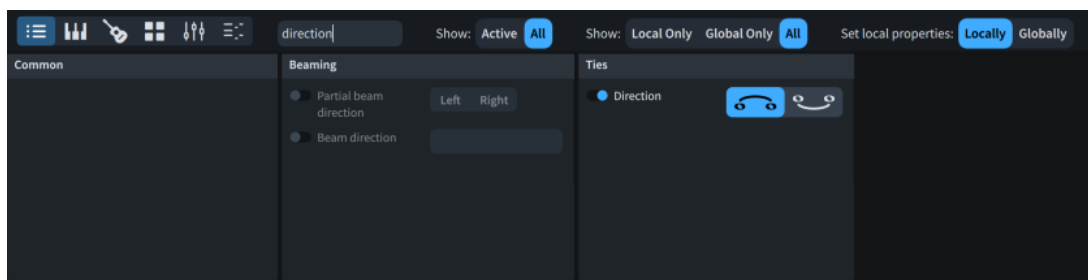 direction
Show: Active All
Show: Local Only Global Only All
Set local properties: Locally Globally
Common
Beaming
Partial beam
direction
Left Right
Beam direction
Ties
Direction